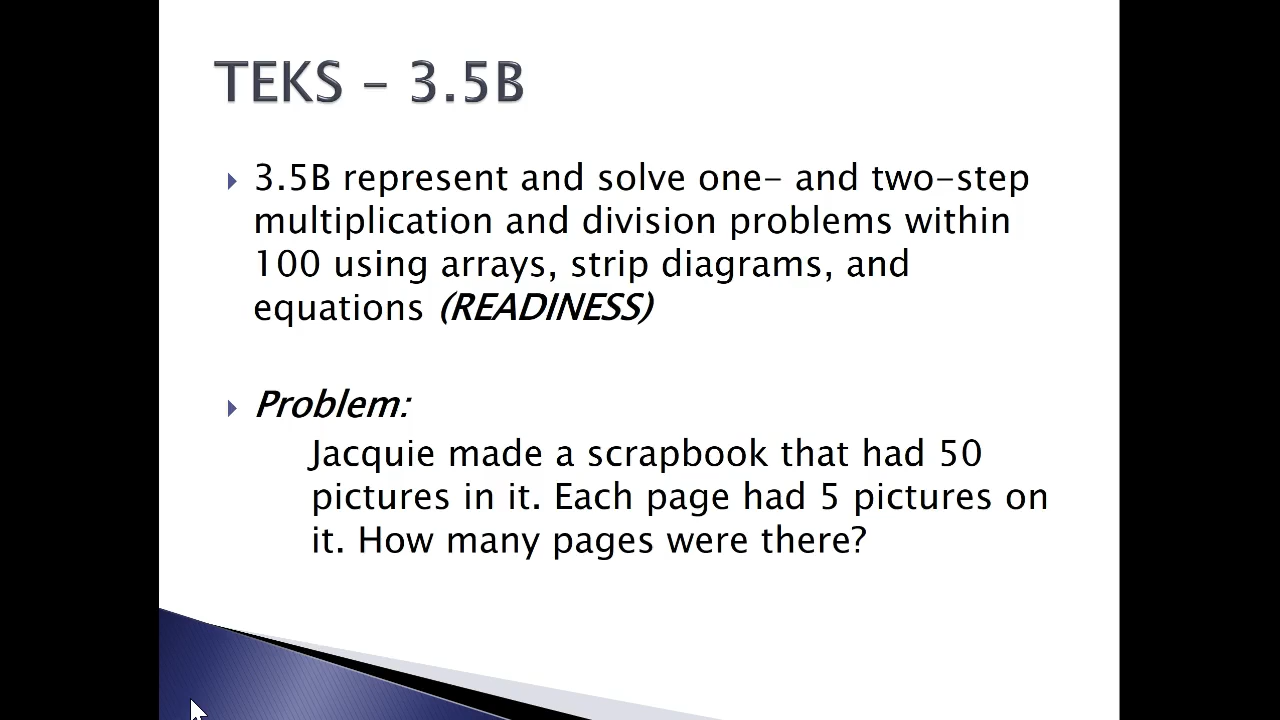 TEKS – 3.5B
3.5B represent and solve one- and two-step
multiplication and division problems within
100 using arrays, strip diagrams, and
equations (READINESS)
Problem:
Jacquie made a scrapbook that had 50
pictures in it. Each page had 5 pictures on
it. How many pages were there?